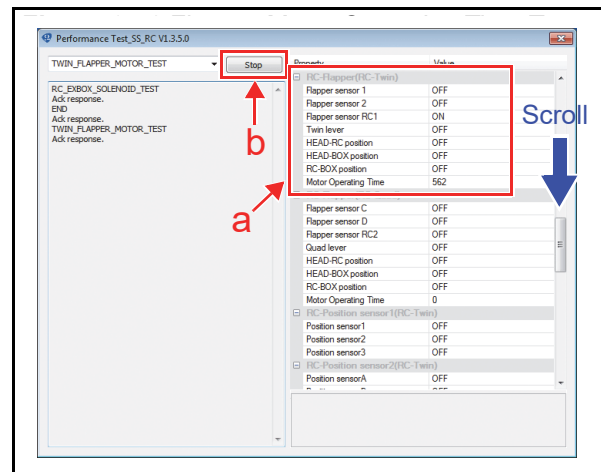 Performance Test_SS_RC V1.3.5.0
TWIN_FLAPPER_MOTOR_TEST
Stop
Property Value
RC_EXBOX_SOLENOID_TEST
Ack response.
END
Ack response.
TWIN_FLAPPER_MOTOR_TEST
Ack response.
b
a
RC-Flapper(RC-Twin)
Flapper sensor 1 OFF
Flapper sensor 2 OFF
Flapper sensor RC1 ON
Twin lever OFF
HEAD-RC position OFF
HEAD-BOX position OFF
RC-BOX position OFF
Motor Operating Time 562
Scroll
Flapper sensor C OFF
Flapper sensor D OFF
Flapper sensor RC2 OFF
Quad lever OFF
HEAD-RC position OFF
HEAD-BOX position OFF
RC-BOX position OFF
Motor Operating Time 0
RC-Position sensor1(RC-Twin)
Position sensor1 OFF
Position sensor2 OFF
Position sensor3 OFF
RC-Position sensor2(RC-Twin)
Position sensorA OFF